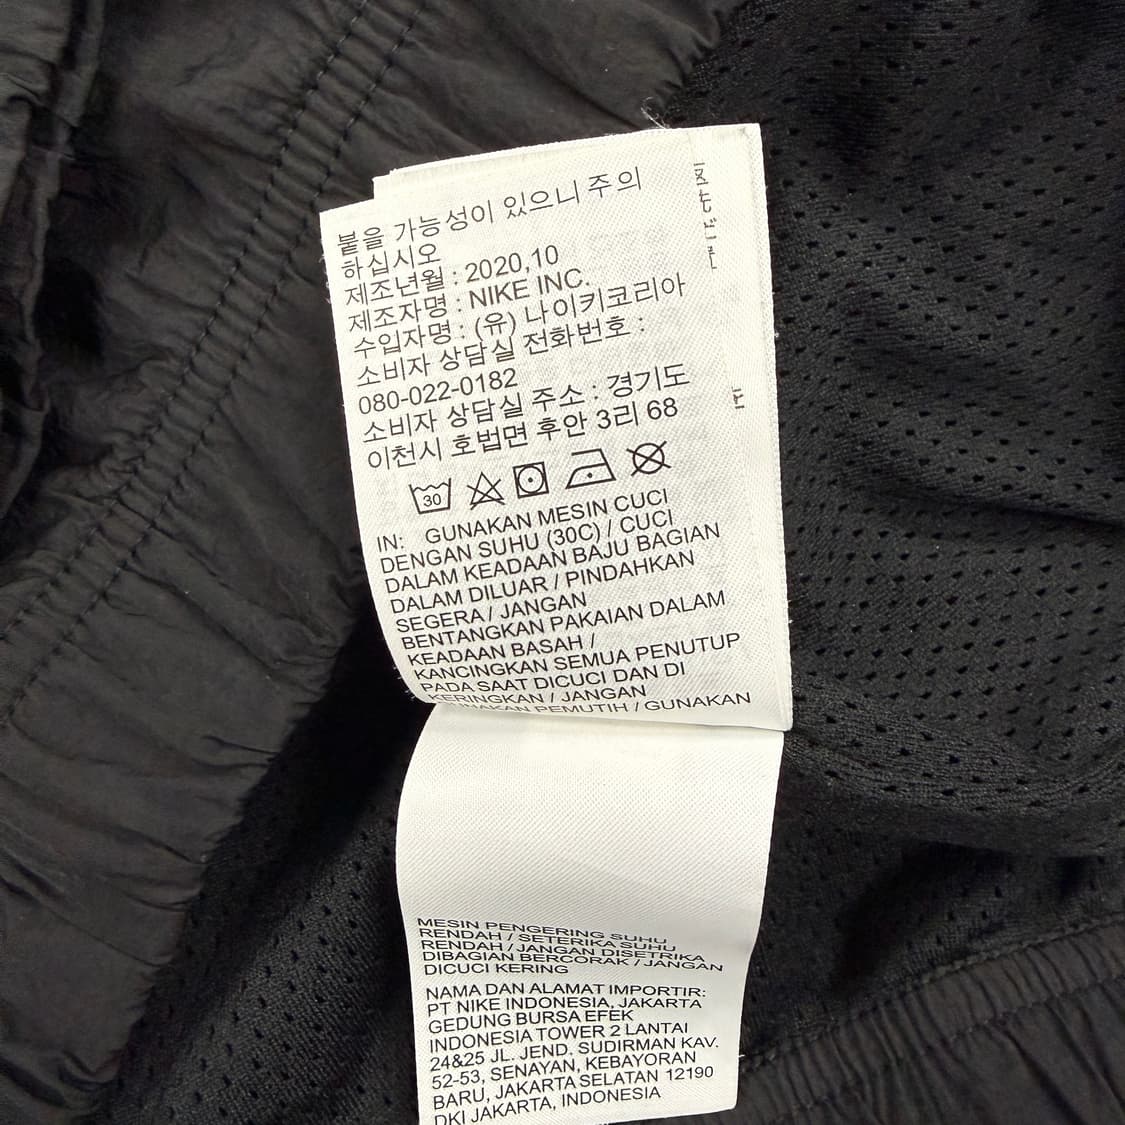 붙을 가능성이 있으니 주의
하십시오
제조년월 : 2020,10
제조자명 : NIKE INC.
수입자명 : (유) 나이키코리아
소비자 상담실 전화번호 :
080-022-0182
소비자 상담실 주소 : 경기도
이천시 호법면 후안 3리 68
30
IN: GUNAKAN MESIN CUCI
DENGAN SUHU (30C) / CUCI
DALAM KEADAAN BAJU BAGIAN
DALAM DILUAR / PINDAHKAN
SEGERA / JANGAN
BENTANGKAN PAKAIAN DALAM
KEADAAN BASAH /
KANCINGKAN SEMUA PENUTUP
PADA SAAT DICUCI DAN DI
KERINGKAN / JANGAN
PEMUTIH / GUNAKAN
MESIN PENGERING SUHU
RENDAH / SETERIKA SUHU
RENDAH / JANGAN DISETRIKA
DIBAGIAN BERCORAK / JANGAN
DICUCI KERING
NAMA DAN ALAMAT IMPORTIR:
PT NIKE INDONESIA, JAKARTA
GEDUNG BURSA EFEK
INDONESIA TOWER 2 LANTAI
24&25 JL. JEND. SUDIRMAN KAV.
52-53, SENAYAN, KEBAYORAN
BARU, JAKARTA SELATAN 12190
DKI JAKARTA, INDONESIA